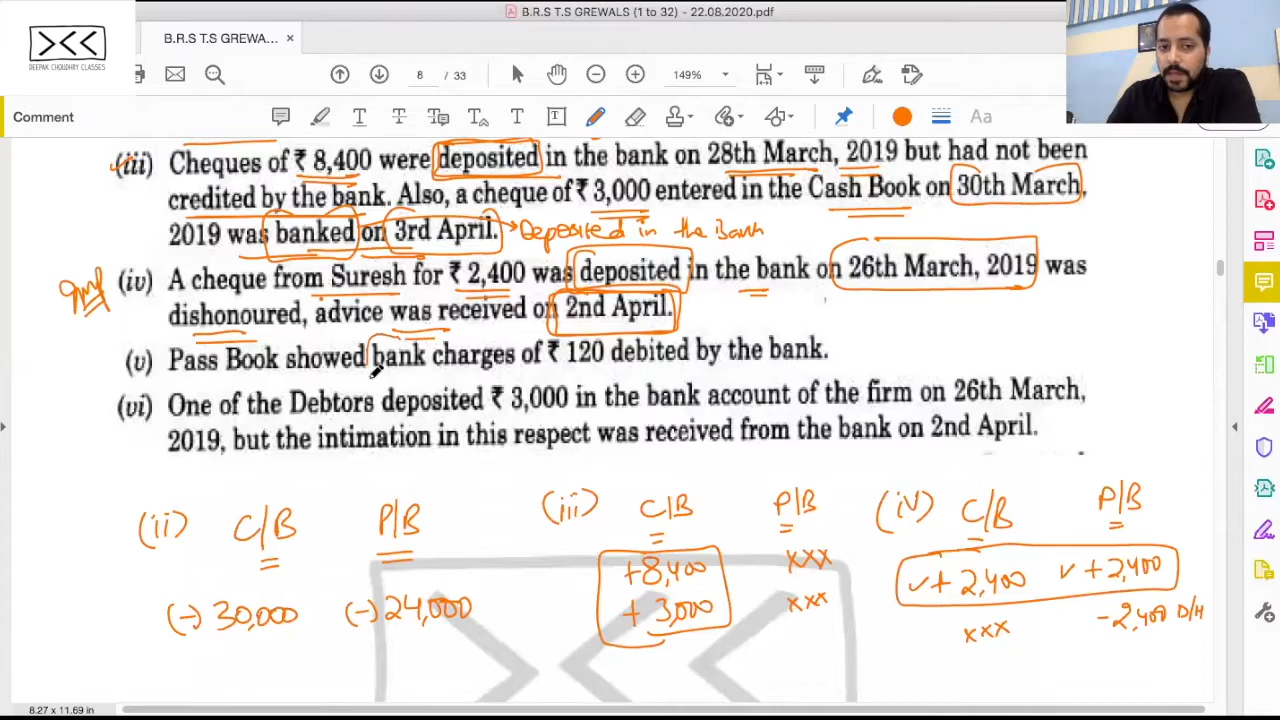 B.R.S T.S GREWALS (1 to 32) - 22.08.2020.pdf
B.R.S T.S GREWA... ×
DEEPAK CHOUDHRY CLASSES
8 / 33
149%
Comment
Aa
(iii) Cheques of ₹ 8,400 were deposited in the bank on 28th March, 2019 but had not been
credited by the bank. Also, a cheque of ₹ 3,000 entered in the Cash Book on 30th March,
2019 was banked on 3rd April. Deposited in the Bank
(iv) A cheque from Suresh for ₹ 2,400 was deposited in the bank on 26th March, 2019 was
dishonoured, advice was received on 2nd April.
(v) Pass Book showed bank charges of ₹ 120 debited by the bank.
(vi) One of the Debtors deposited ₹ 3,000 in the bank account of the firm on 26th March,
2019, but the intimation in this respect was received from the bank on 2nd April.
(ii) C/B P/B
(-) 30,000 (-) 24,000
(iii) C/B P/B
+8,400 xxx
+ 3,000 xxx
(iv) C/B P/B
+ 2,400 + 2,400
xxx - 2,400 D/H
8.27 x 11.69 in